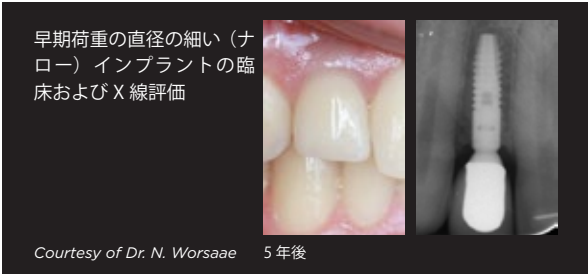 早期荷重の直径の細い（ナ
ロー）インプラントの臨
床および X 線評価
Courtesy of Dr. N. Worsaae
5 年後